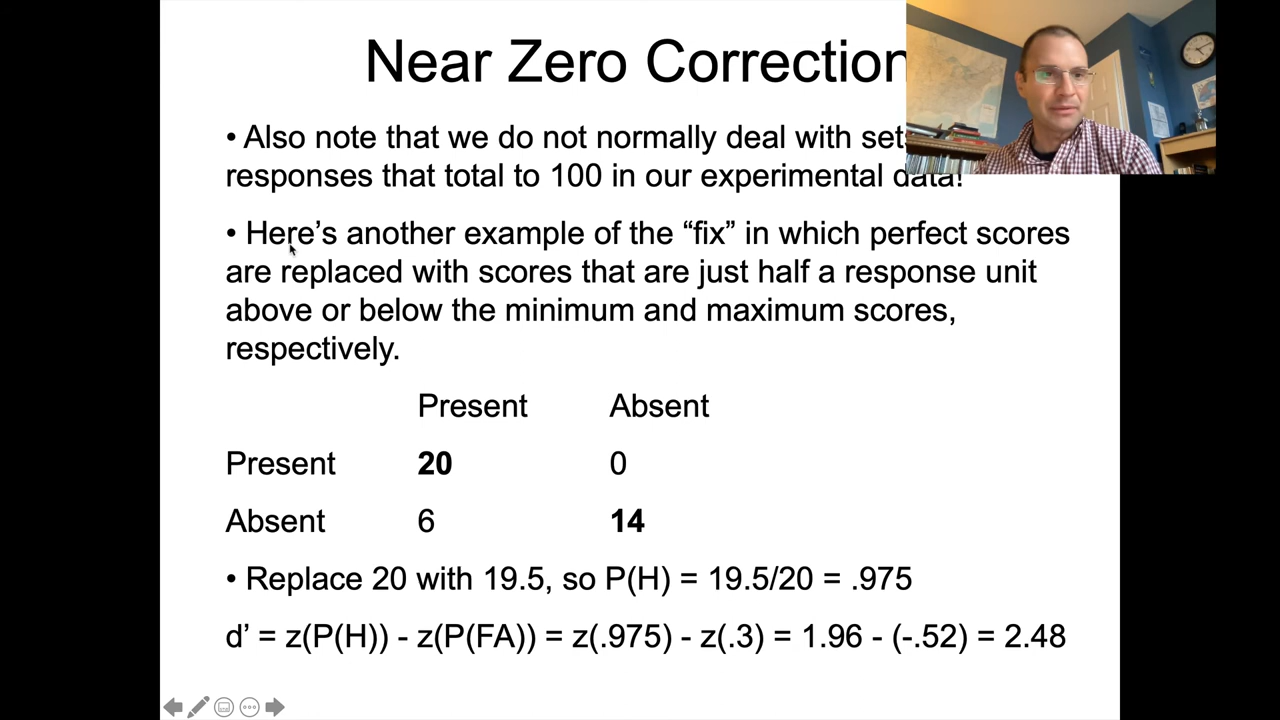 Near Zero Correction
• Also note that we do not normally deal with sets
responses that total to 100 in our experimental data!
• Here’s another example of the “fix” in which perfect scores
are replaced with scores that are just half a response unit
above or below the minimum and maximum scores,
respectively.
Present Absent
Present 20 0
Absent 6 14
• Replace 20 with 19.5, so P(H) = 19.5/20 = .975
d’ = z(P(H)) - z(P(FA)) = z(.975) - z(.3) = 1.96 - (-.52) = 2.48